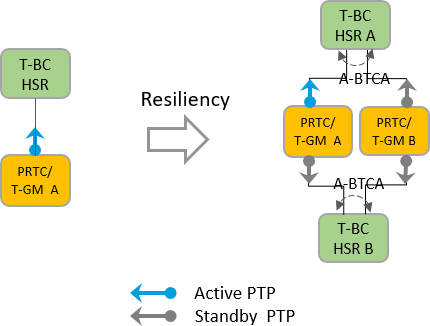 T-BC
HSR
PRTC/
T-GM A
Resiliency
T-BC
HSR A
A-BTCA
PRTC/
T-GM A
PRTC/
T-GM B
A-BTCA
T-BC
HSR B
Active PTP
Standby PTP